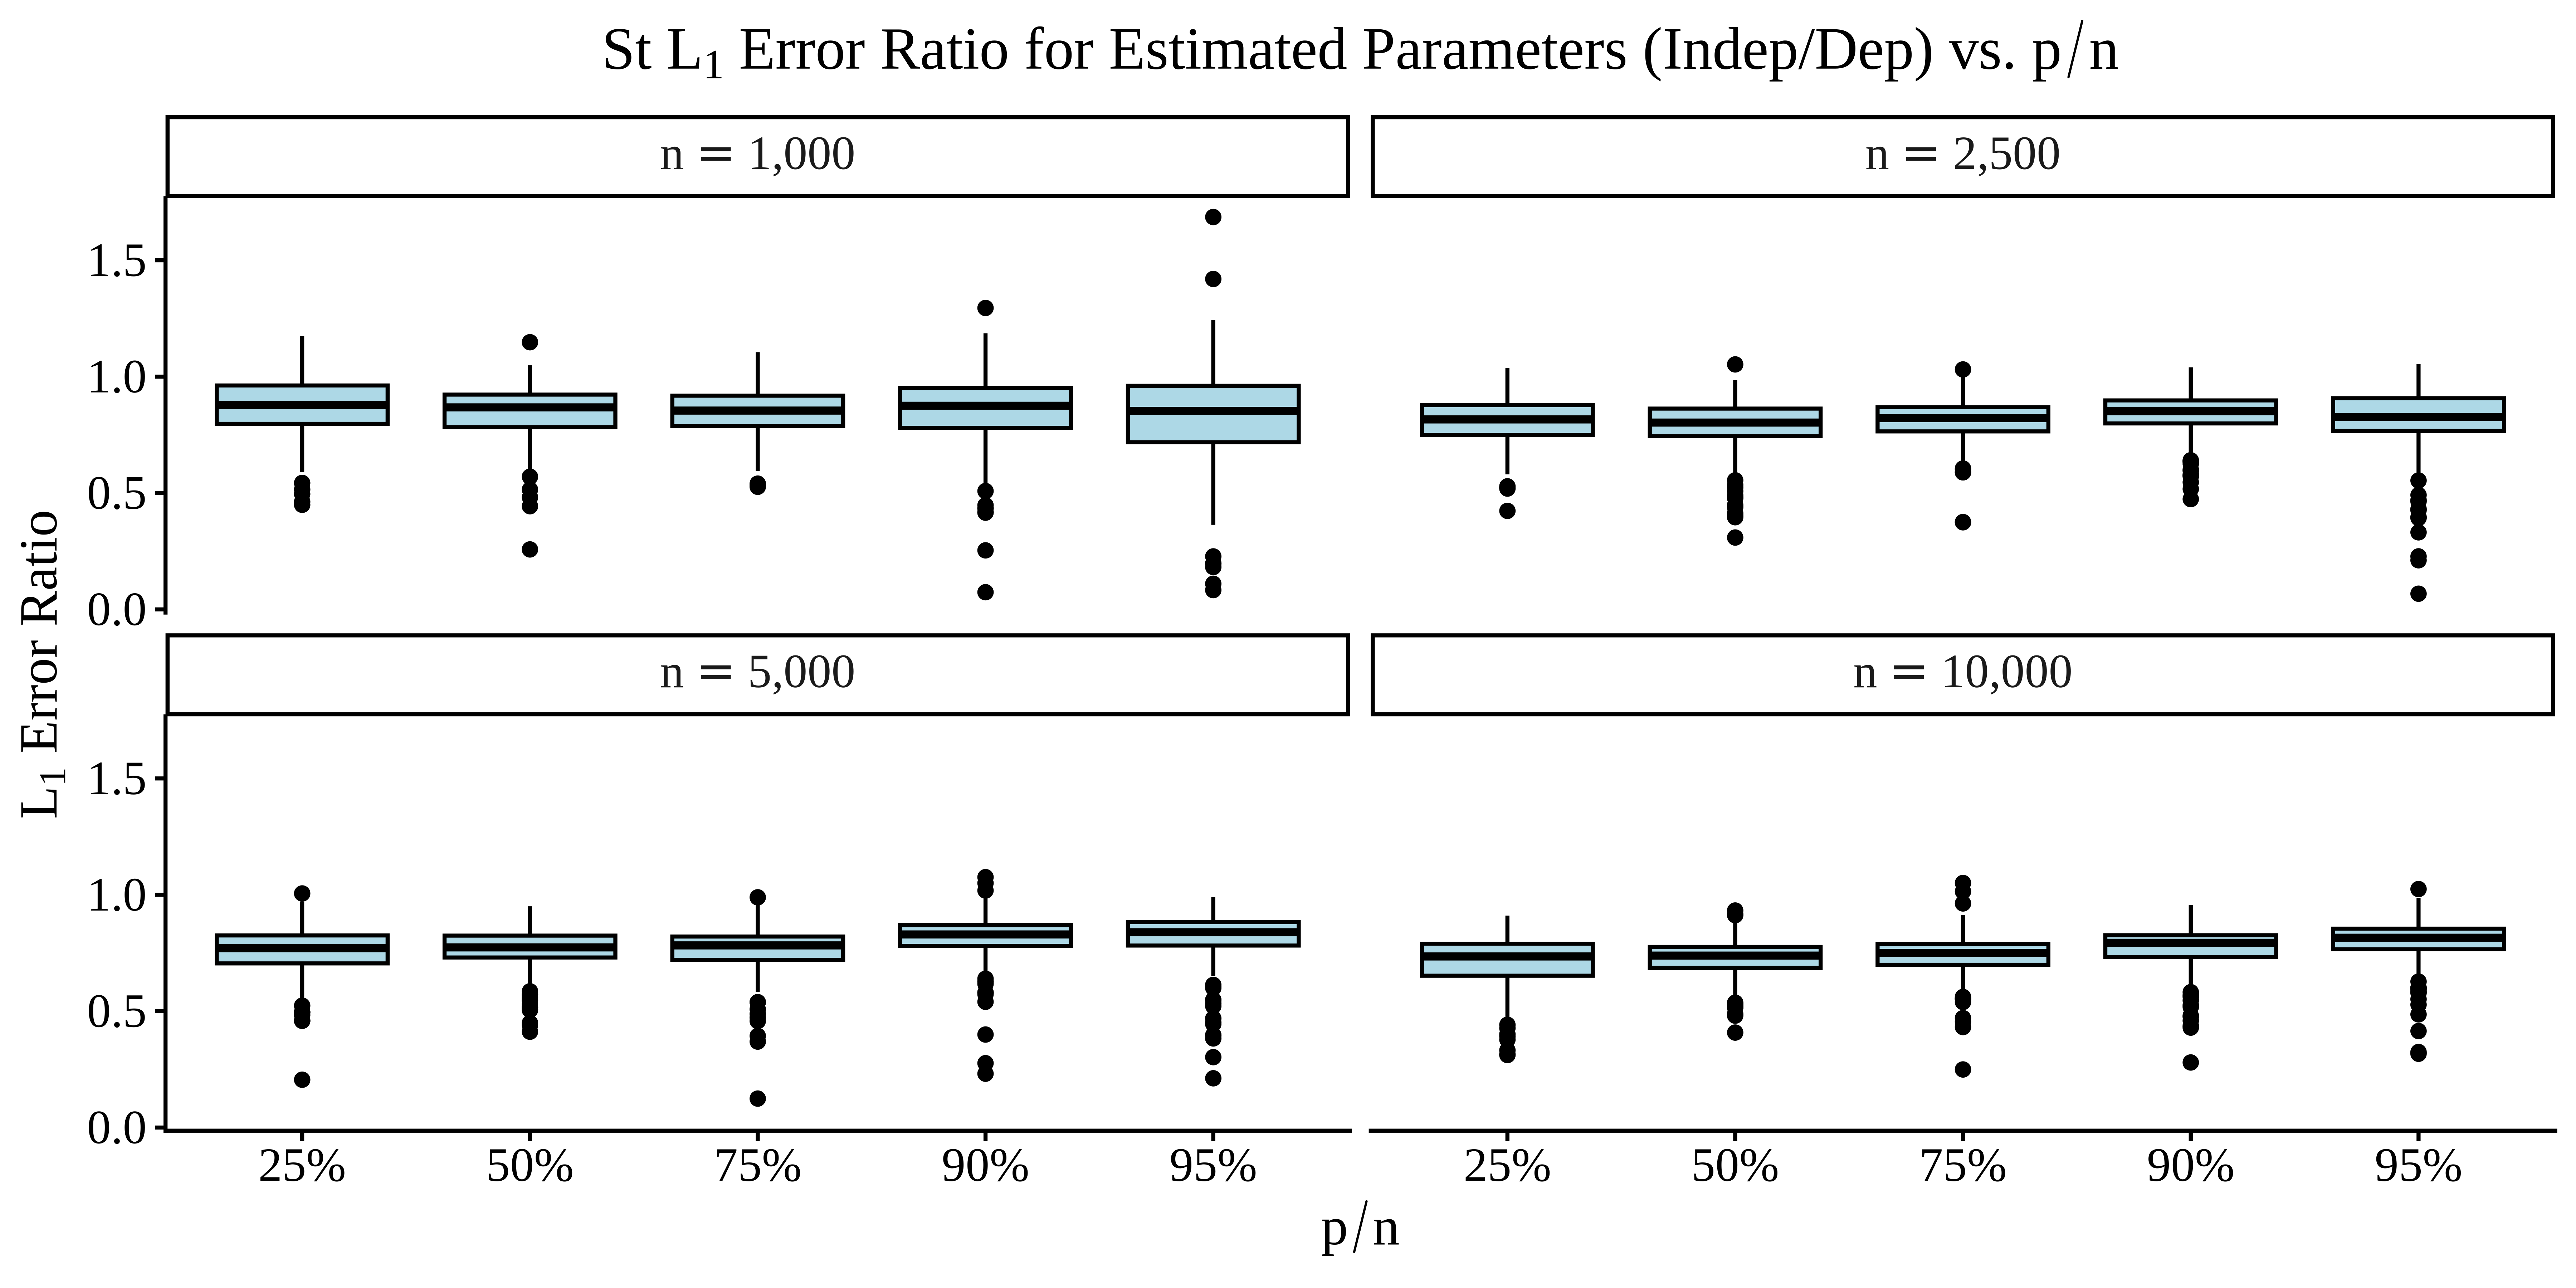 St L₁ Error Ratio for Estimated Parameters (Indep/Dep) vs. p/n
n = 1,000
n = 2,500
1.5
1.0
0.5
0.0
L₁ Error Ratio
n = 5,000
n = 10,000
1.5
1.0
0.5
0.0
25% 50% 75% 90% 95% 25% 50% 75% 90% 95%
p/n